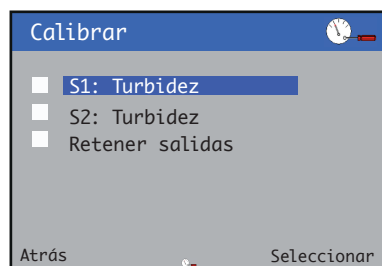 Calibrar
S1: Turbidez
S2: Turbidez
Retener salidas
Atrás Seleccionar